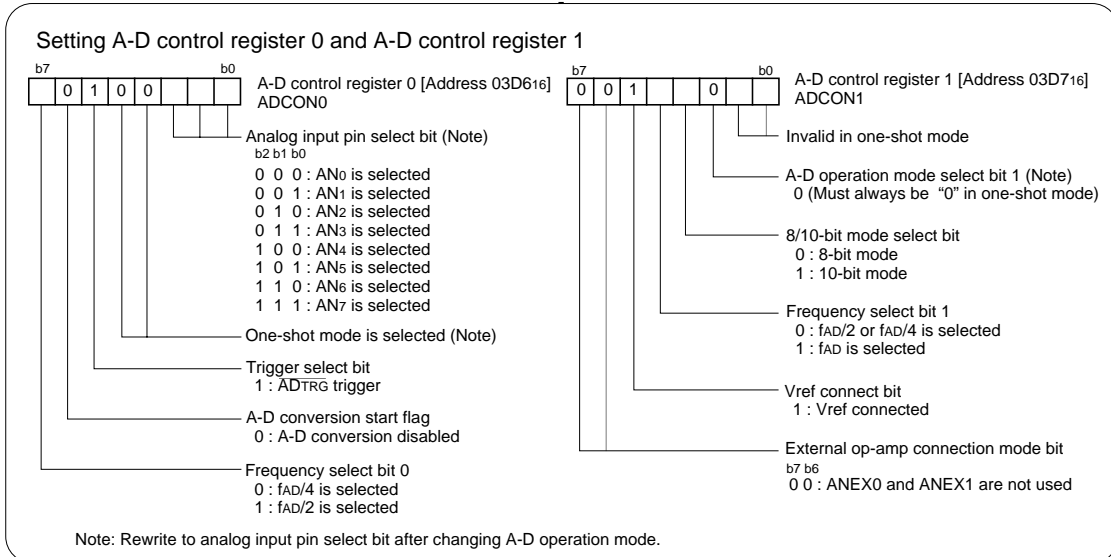 Setting A-D control register 0 and A-D control register 1
b7 b0
0 1 0 0
A-D control register 0 [Address 03D616]
ADCON0
Analog input pin select bit (Note)
b2 b1 b0
0 0 0 : AN0 is selected
0 0 1 : AN1 is selected
0 1 0 : AN2 is selected
0 1 1 : AN3 is selected
1 0 0 : AN4 is selected
1 0 1 : AN5 is selected
1 1 0 : AN6 is selected
1 1 1 : AN7 is selected
One-shot mode is selected (Note)
Trigger select bit
1 : ADTRG trigger
A-D conversion start flag
0 : A-D conversion disabled
Frequency select bit 0
0 : fAD/4 is selected
1 : fAD/2 is selected
b7 b0
0 0 1 0
A-D control register 1 [Address 03D716]
ADCON1
Invalid in one-shot mode
A-D operation mode select bit 1 (Note)
0 (Must always be “0” in one-shot mode)
8/10-bit mode select bit
0 : 8-bit mode
1 : 10-bit mode
Frequency select bit 1
0 : fAD/2 or fAD/4 is selected
1 : fAD is selected
Vref connect bit
1 : Vref connected
External op-amp connection mode bit
b7 b6
0 0 : ANEX0 and ANEX1 are not used
Note: Rewrite to analog input pin select bit after changing A-D operation mode.